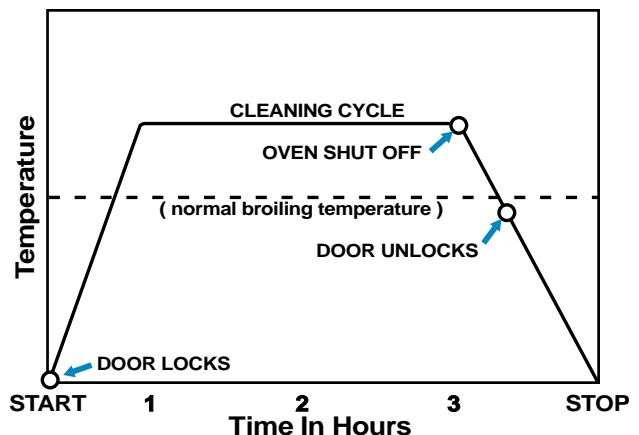 CLEANING CYCLE
OVEN SHUT OFF
( normal broiling temperature )
DOOR UNLOCKS
DOOR LOCKS
Temperature
START 1 2 3 STOP
Time In Hours